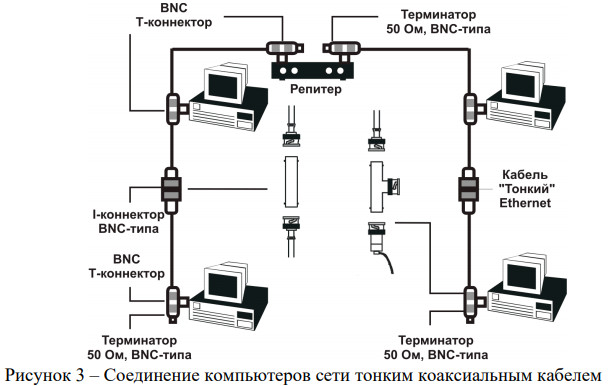 BNC
Т-коннектор
Терминатор
50 Ом, BNC-типа
Репитер
I-коннектор
BNC-типа
Кабель
"Тонкий"
Ethernet
BNC
Т-коннектор
Терминатор
50 Ом, BNC-типа
Терминатор
50 Ом, BNC-типа
Рисунок 3 – Соединение компьютеров сети тонким коаксиальным кабелем